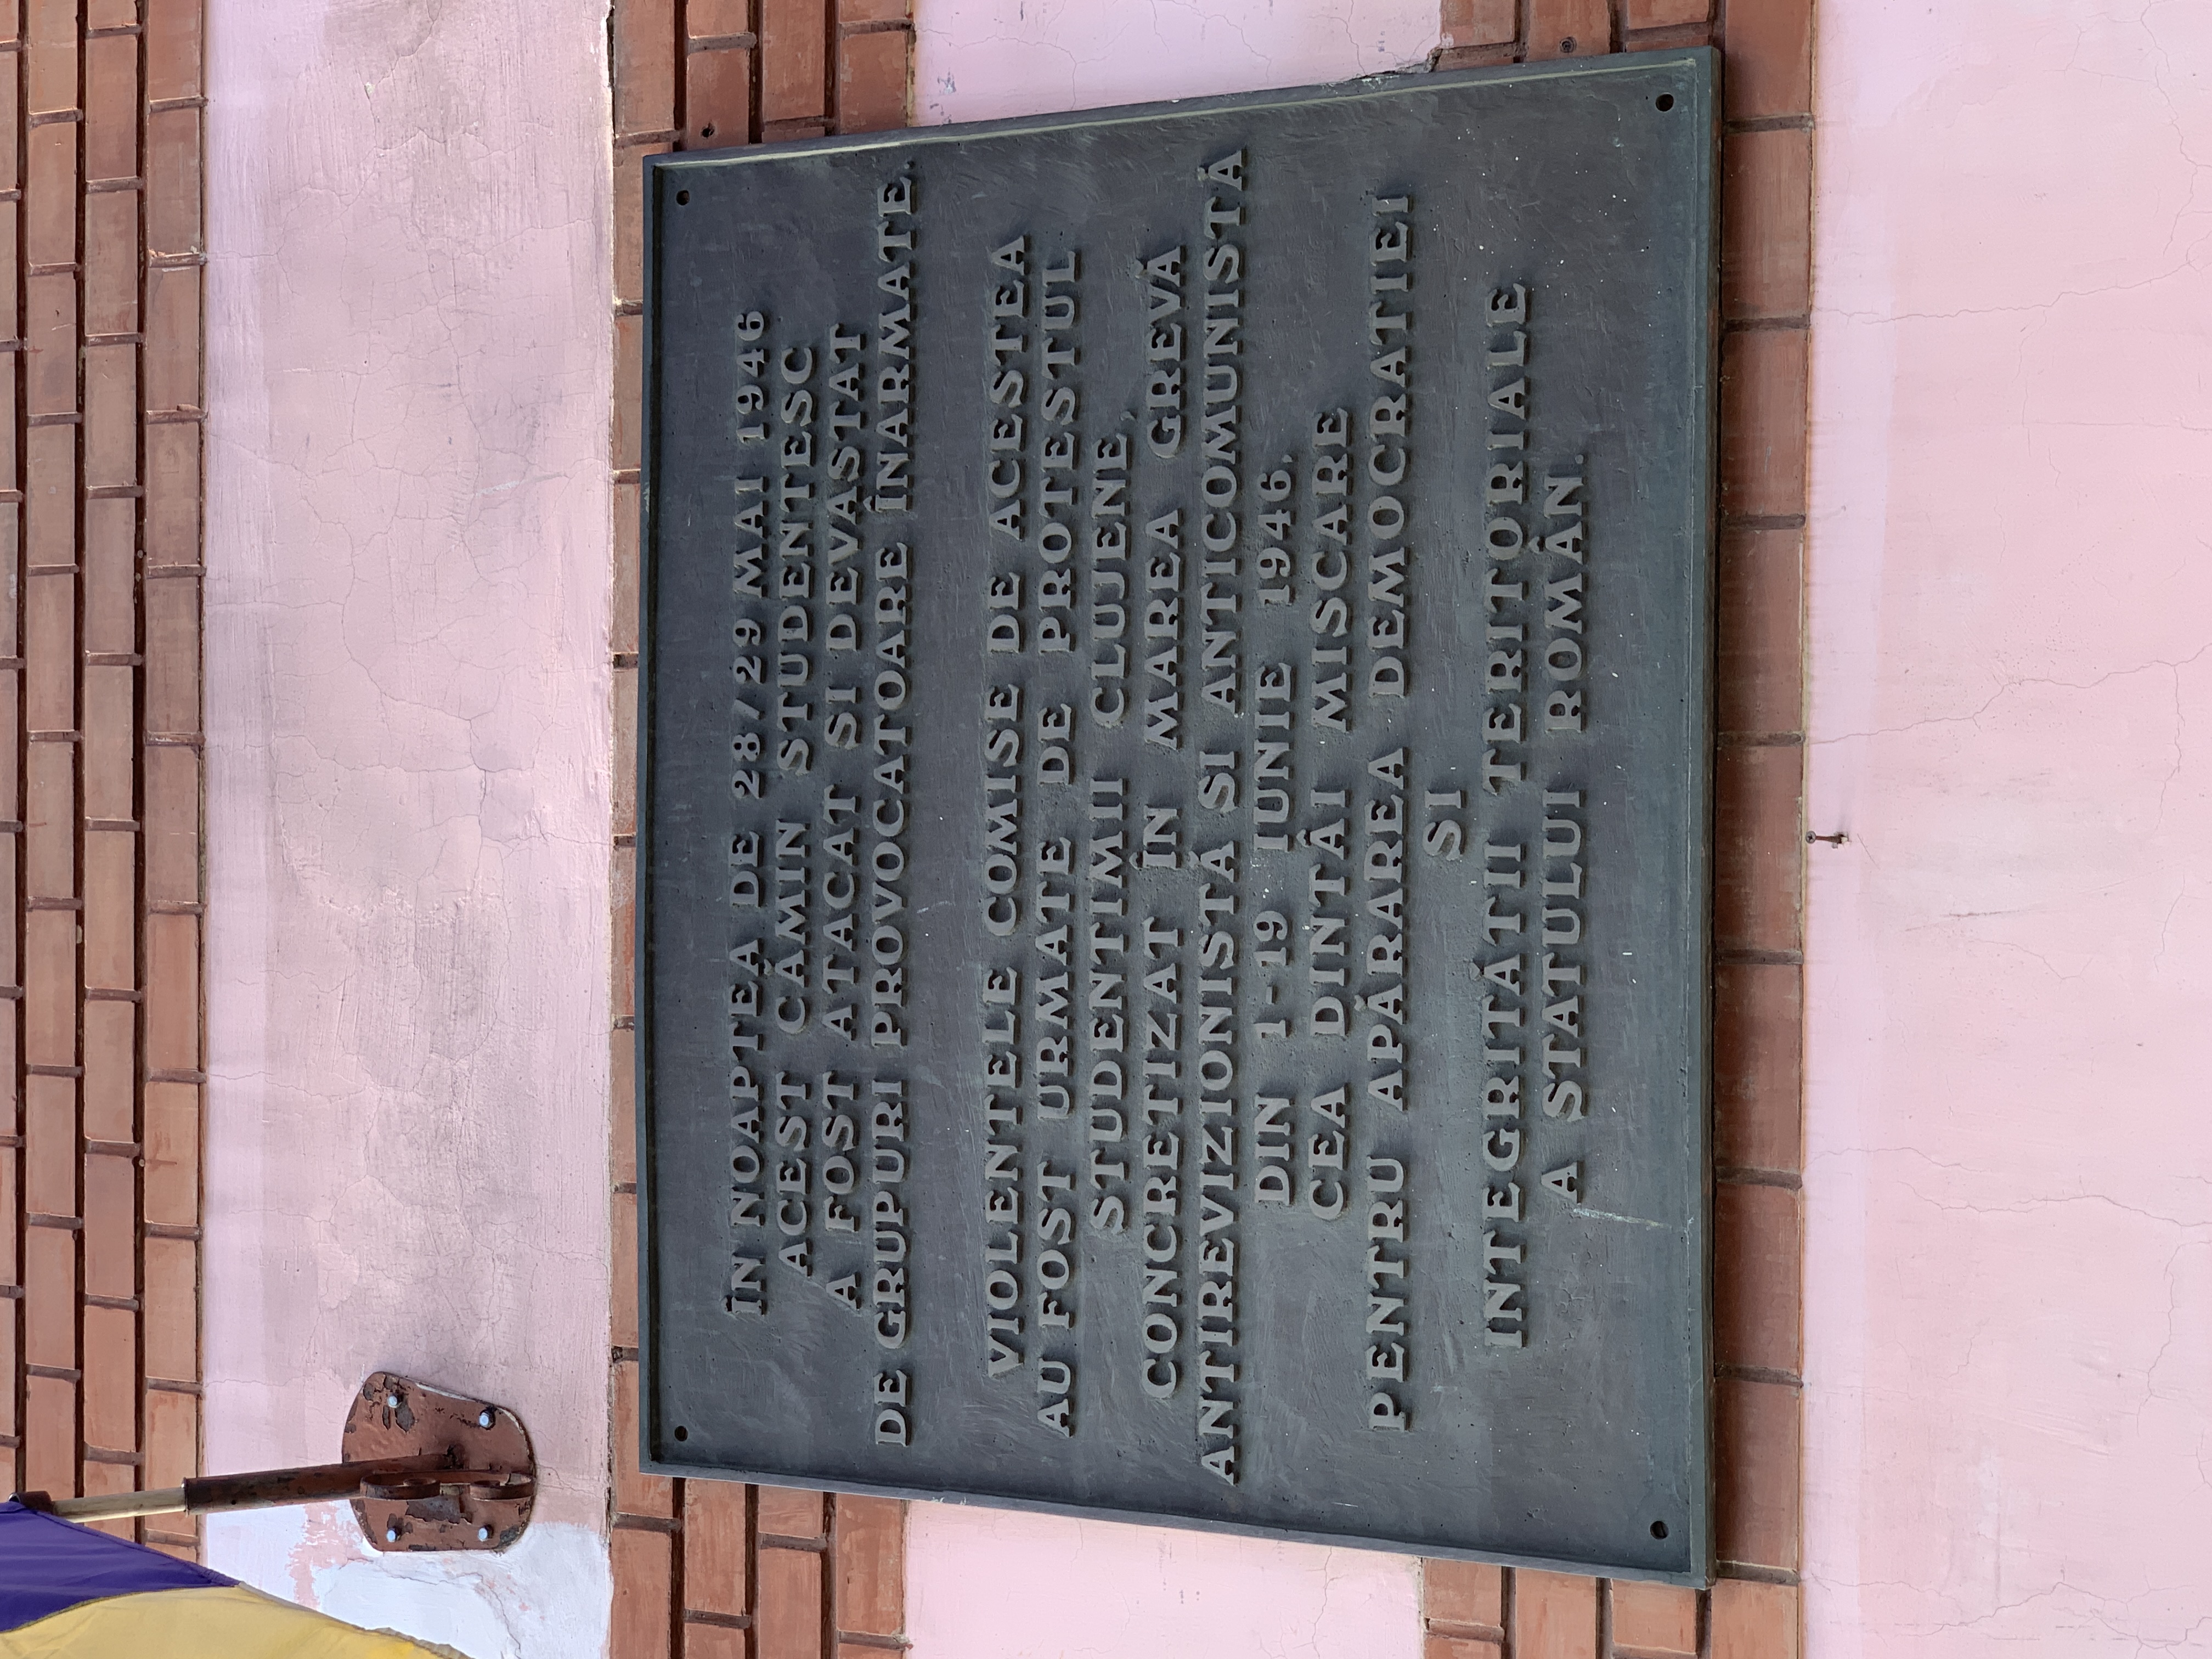 ÎN NOAPTEA DE 28/29 MAI 1946
ACEST CĂMIN STUDENTESC
A FOST ATACAT SI DEVASTAT
DE GRUPURI PROVOCATOARE ÎNARMATE.
VIOLENTELE COMISE DE ACESTEA
AU FOST URMATE DE PROTESTUL
STUDENTIMII CLUJENE,
CONCRETIZAT ÎN MAREA GREVĂ
ANTIREVIZIONISTĂ SI ANTICOMUNISTĂ
DIN 1-19 IUNIE 1946.
CEA DINTÂI MISCARE
PENTRU APĂRAREA DEMOCRATIEI
SI
INTEGRITĂTII TERITORIALE
A STATULUI ROMÂN.